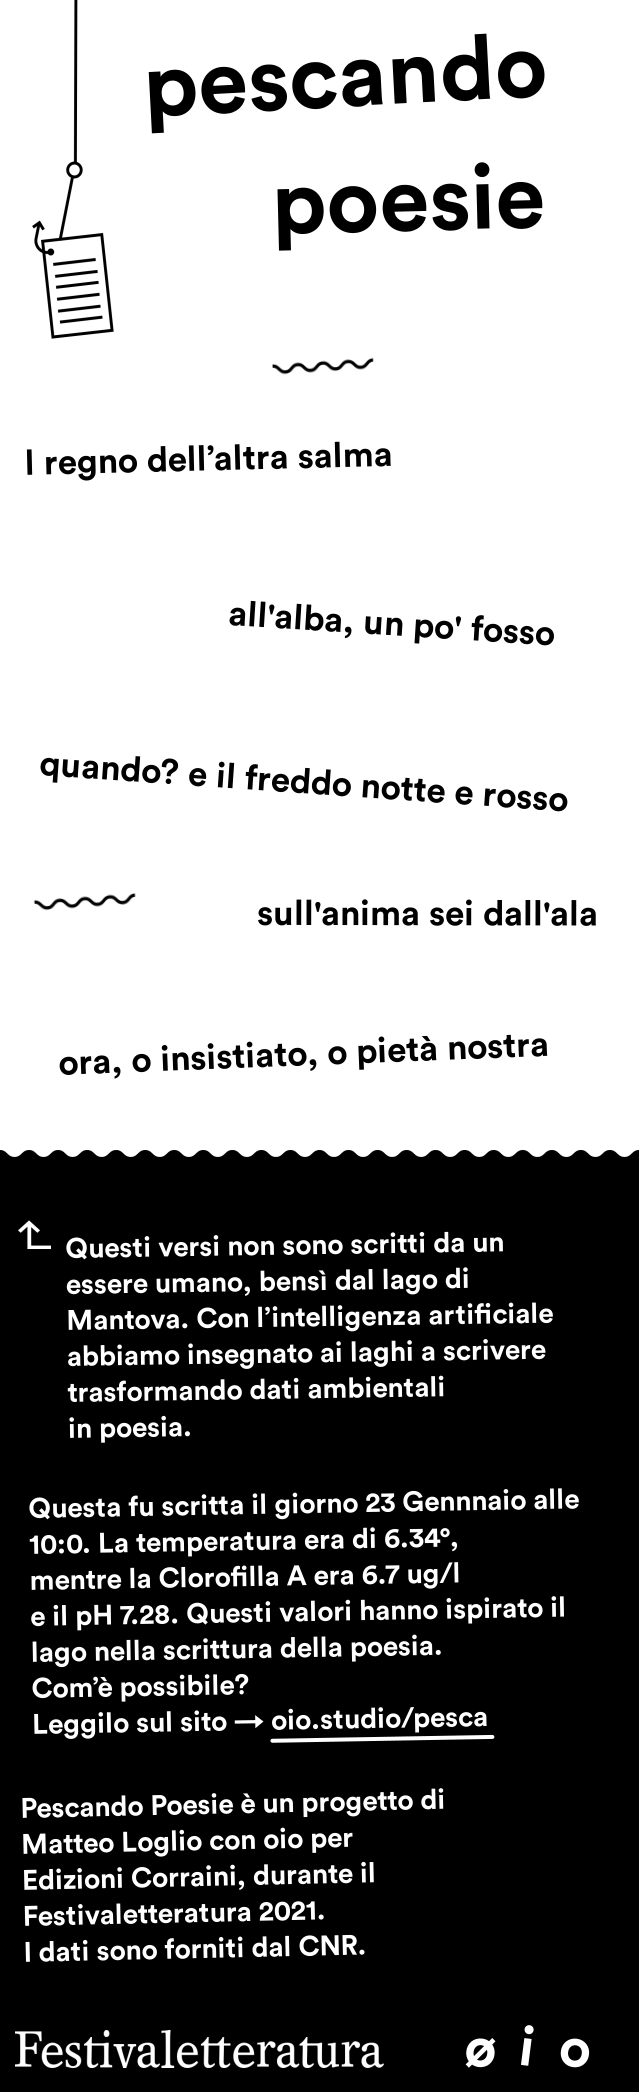 pescando
poesie
I regno dell’altra salma
all'alba, un po' fosso
quando? e il freddo notte e rosso
sull'anima sei dall'ala
ora, o insistiato, o pietà nostra
Questi versi non sono scritti da un
essere umano, bensì dal lago di
Mantova. Con l’intelligenza artificiale
abbiamo insegnato ai laghi a scrivere
trasformando dati ambientali
in poesia.
Questa fu scritta il giorno 23 Gennnaio alle
10:0. La temperatura era di 6.34°,
mentre la Clorofilla A era 6.7 ug/l
e il pH 7.28. Questi valori hanno ispirato il
lago nella scrittura della poesia.
Com’è possibile?
Leggilo sul sito → oio.studio/pesca
Pescando Poesie è un progetto di
Matteo Loglio con oio per
Edizioni Corraini, durante il
Festivaletteratura 2021.
I dati sono forniti dal CNR.
Festivaletteratura ø i o